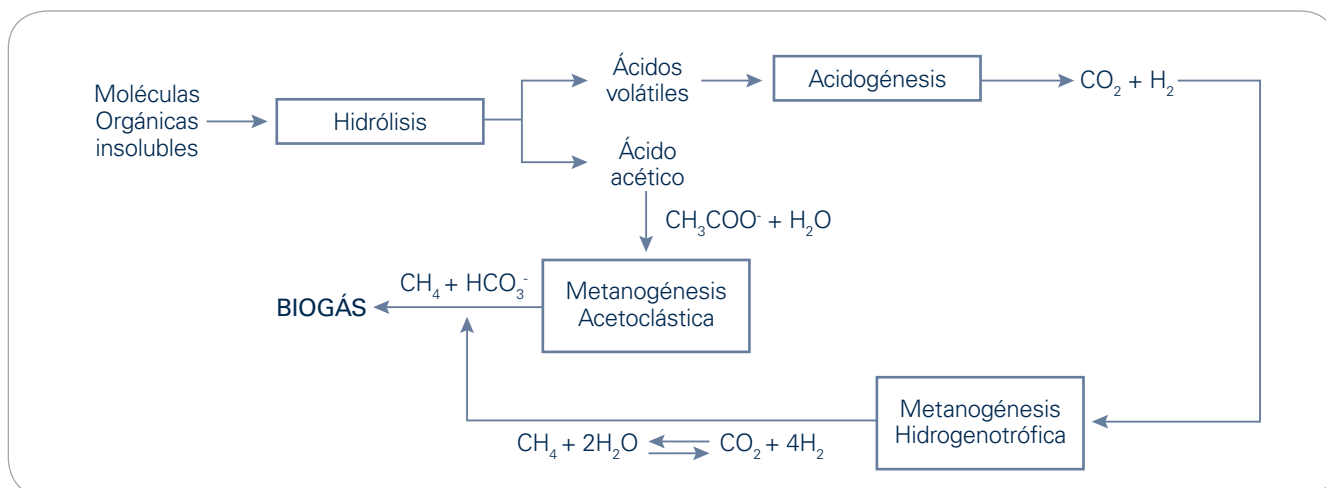 Moléculas
Orgánicas
insolubles
Hidrólisis
Ácidos
volátiles
Acidogénesis
CO₂ + H₂
Ácido
acético
CH₃COO⁻ + H₂O
CH₄ + HCO₃⁻
BIOGÁS
Metanogénesis
Acetoclástica
Metanogénesis
Hidrogenotrófica
CH₄ + 2H₂O ⇄ CO₂ + 4H₂